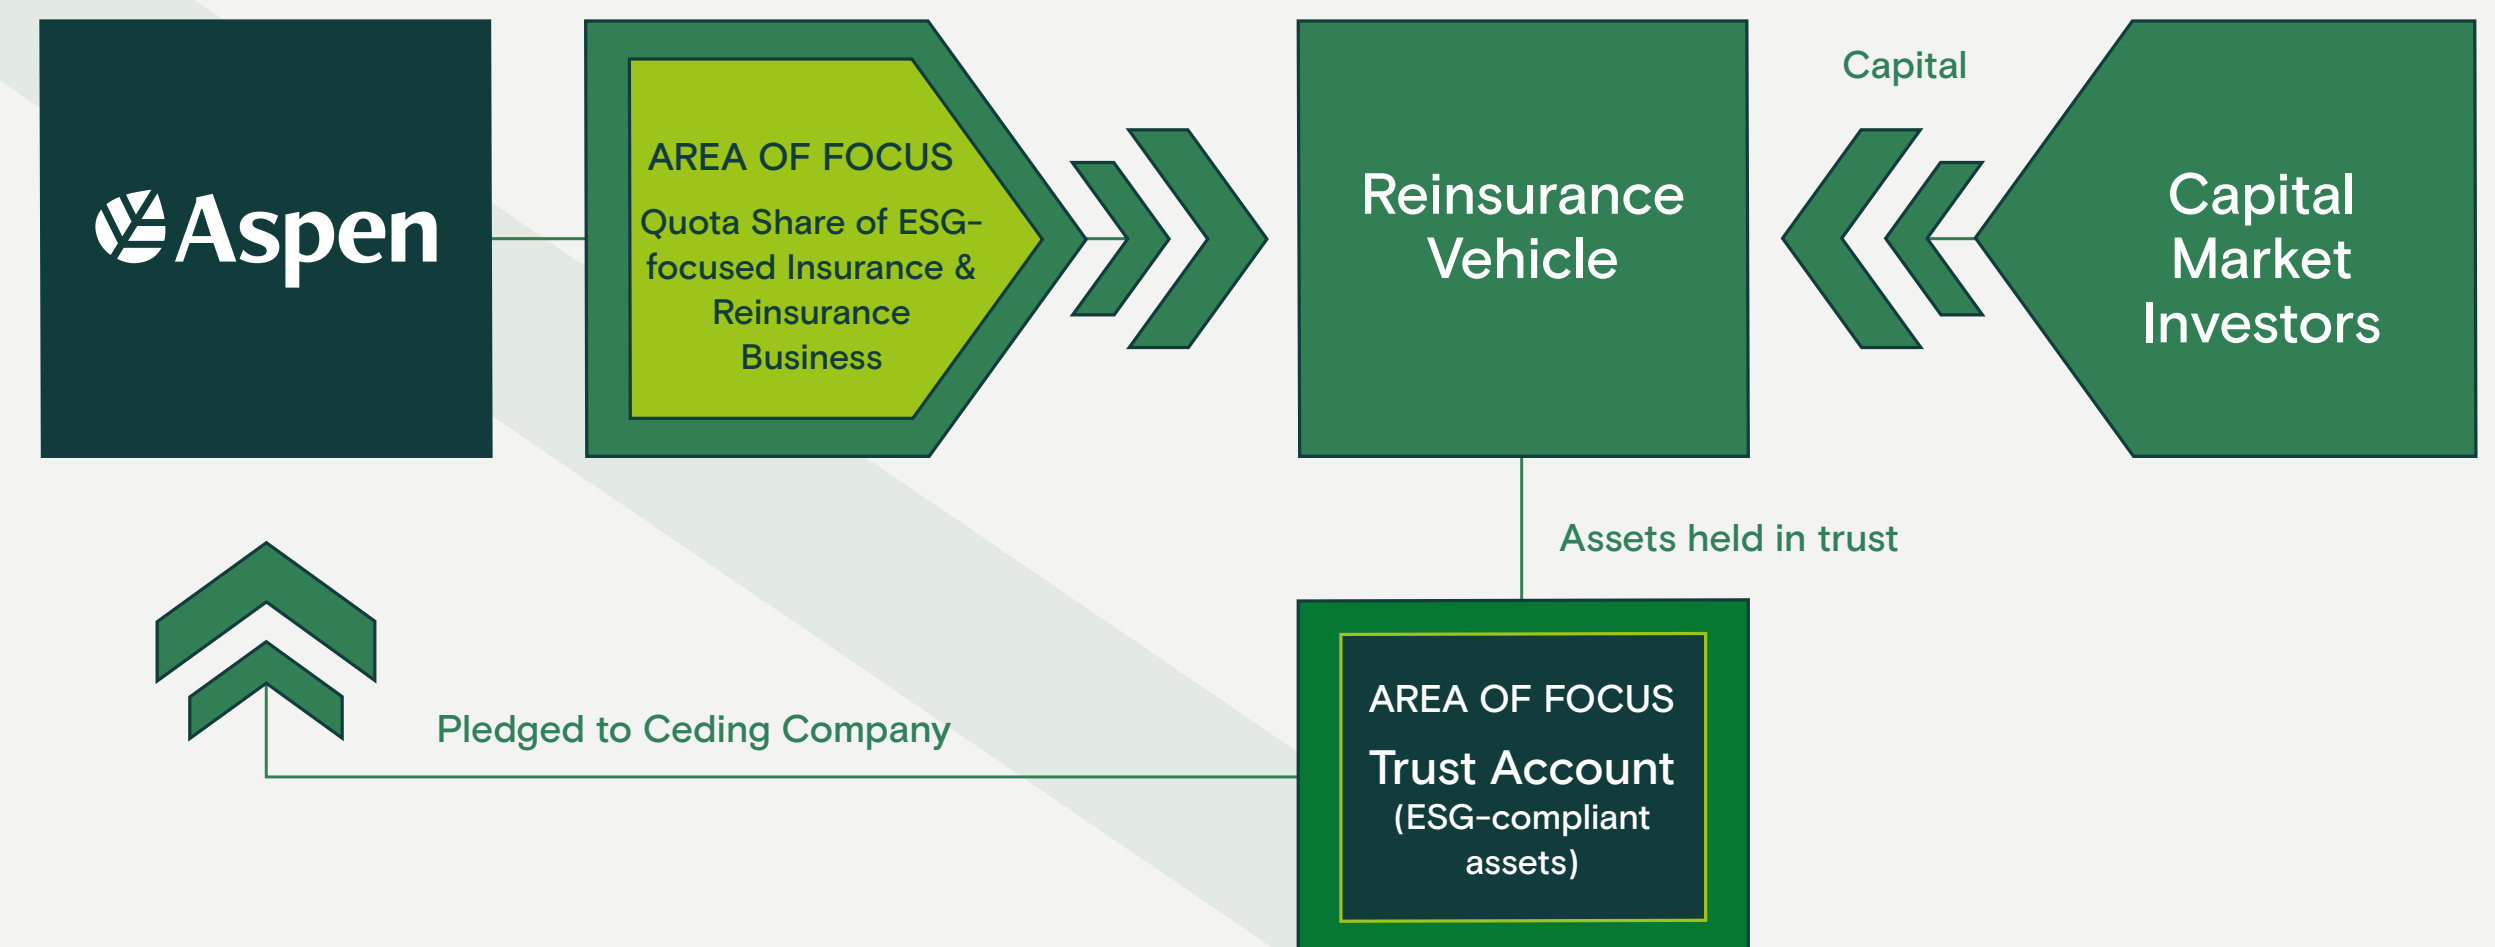 Aspen
AREA OF FOCUS
Quota Share of ESG-
focused Insurance &
Reinsurance
Business
Reinsurance
Vehicle
Capital
Capital
Market
Investors
Assets held in trust
Pledged to Ceding Company
AREA OF FOCUS
Trust Account
(ESG-compliant
assets)